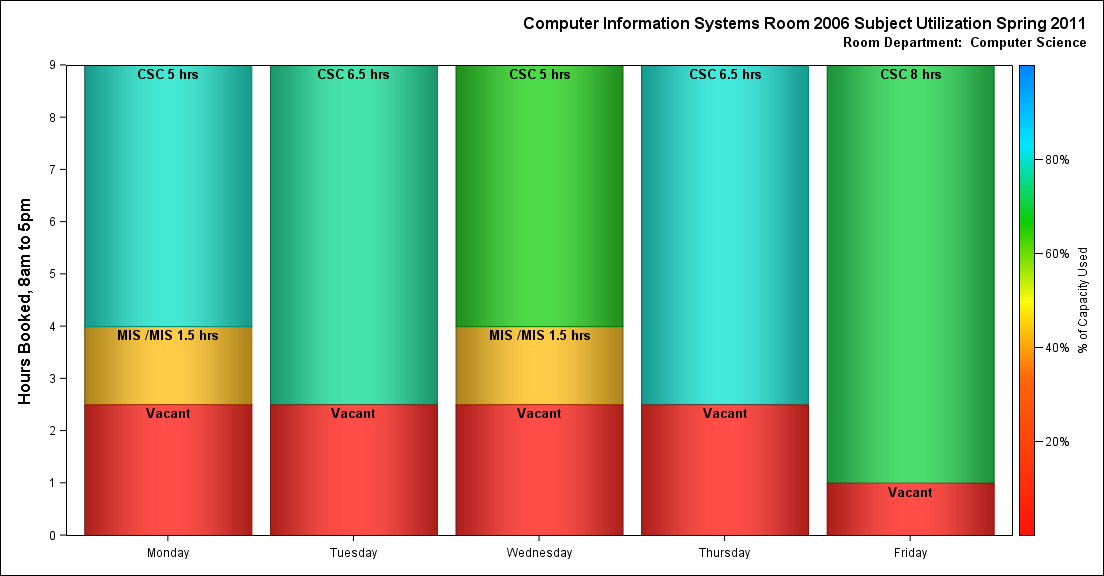 Computer Information Systems Room 2006 Subject Utilization Spring 2011
Room Department:  Computer Science
Hours Booked, 8am to 5pm
9
8
7
6
5
4
3
2
1
0
CSC 5 hrs
MIS /MIS 1.5 hrs
Vacant
CSC 6.5 hrs
Vacant
CSC 5 hrs
MIS /MIS 1.5 hrs
Vacant
CSC 6.5 hrs
Vacant
CSC 8 hrs
Vacant
Monday
Tuesday
Wednesday
Thursday
Friday
80%
60%
40%
20%
% of Capacity Used